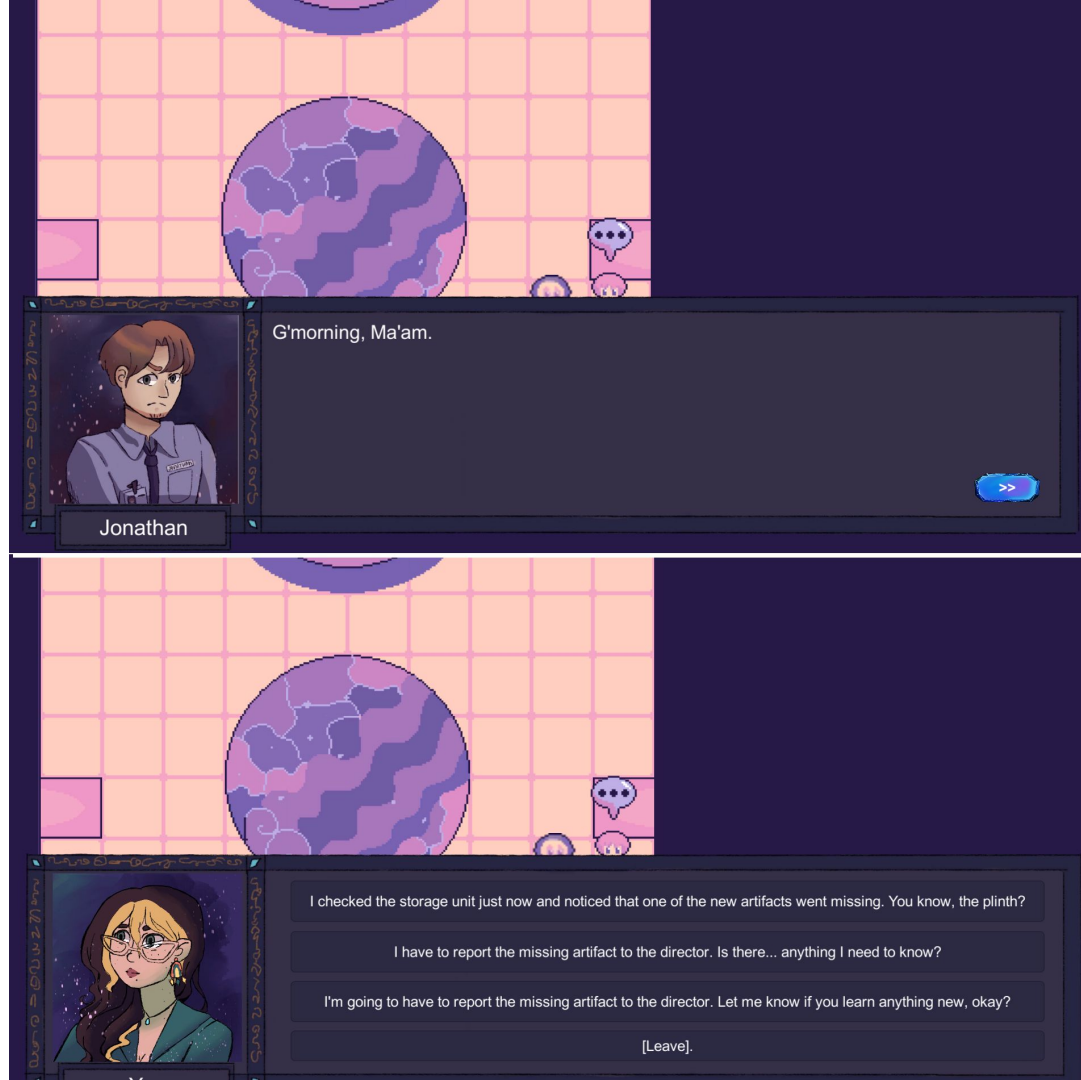 G'morning, Ma'am.
>>
Jonathan
I checked the storage unit just now and noticed that one of the new artifacts went missing. You know, the plinth?
I have to report the missing artifact to the director. Is there... anything I need to know?
I'm going to have to report the missing artifact to the director. Let me know if you learn anything new, okay?
[Leave].